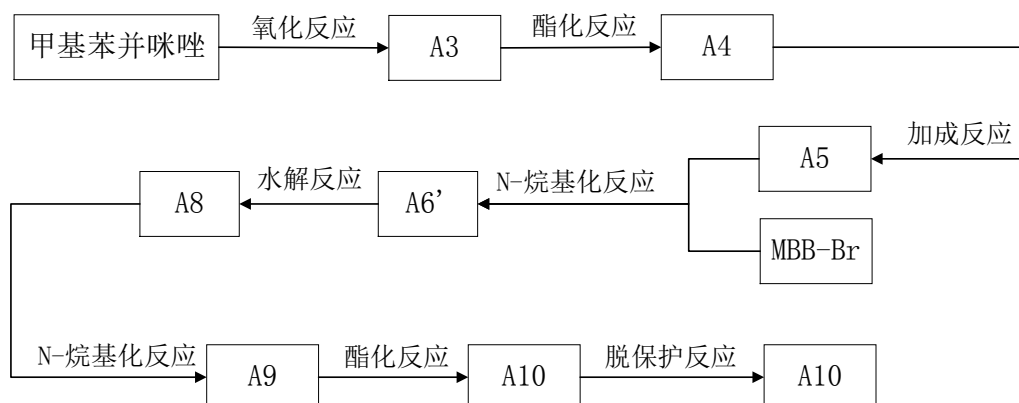 甲基苯并咪唑
氧化反应
A3
酯化反应
A4
加成反应
A5
MBB-Br
N-烷基化反应
A6’
水解反应
A8
N-烷基化反应
A9
酯化反应
A10
脱保护反应
A10